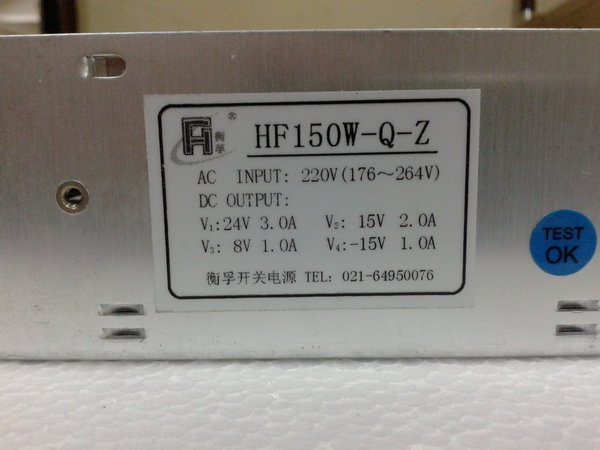 衡孚
®
HF150W-Q-Z
AC INPUT: 220V(176～264V)
DC OUTPUT:
V₁:24V 3.0A V₂: 15V 2.0A
V₃: 8V 1.0A V₄:-15V 1.0A
衡孚开关电源 TEL: 021-64950076
TEST
OK